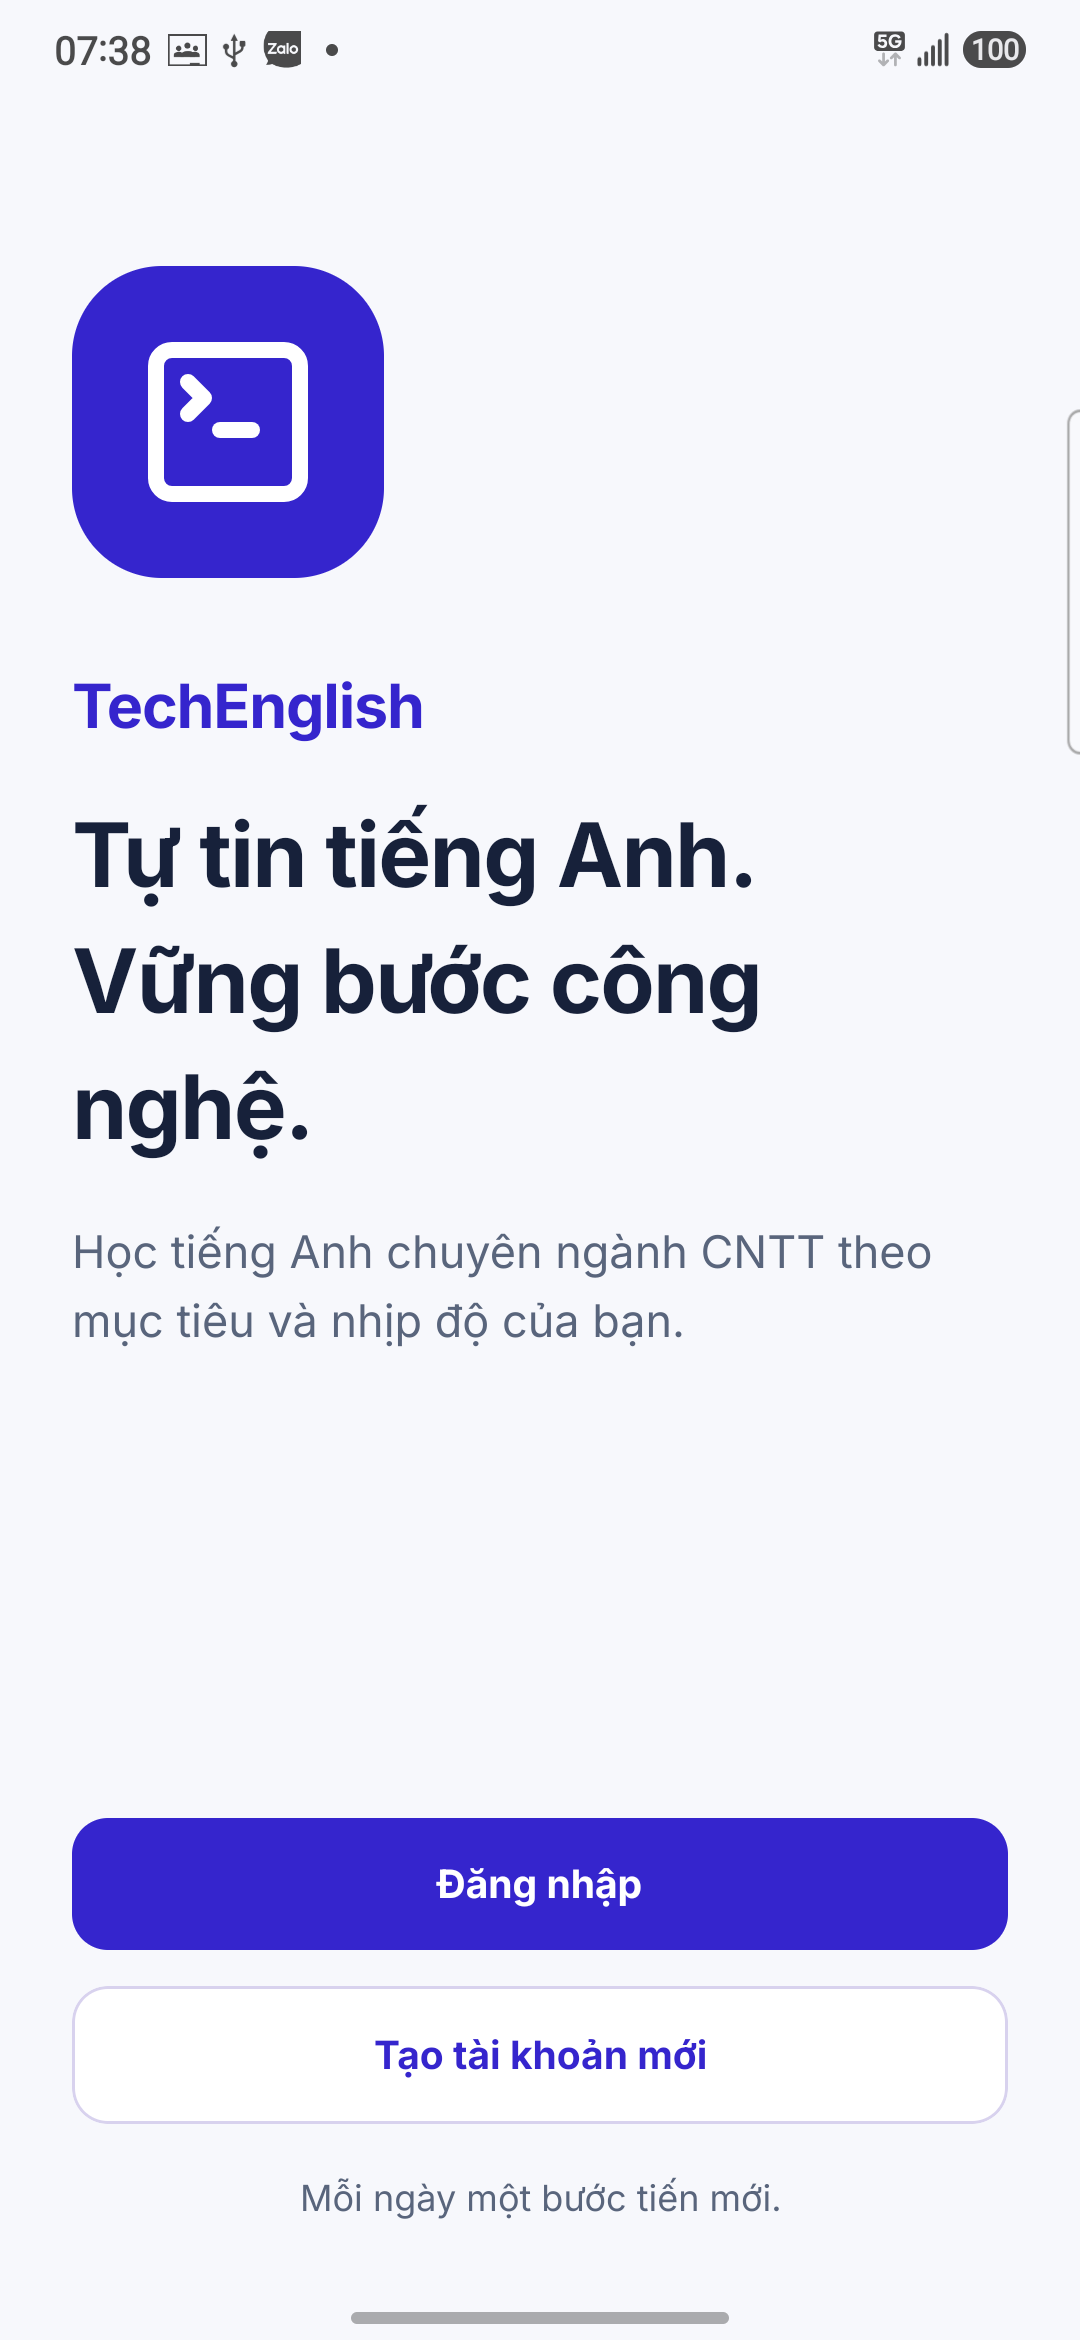 07:38
Zalo
5G
100
TechEnglish
Tự tin tiếng Anh.
Vững bước công
nghệ.
Học tiếng Anh chuyên ngành CNTT theo
mục tiêu và nhịp độ của bạn.
Đăng nhập
Tạo tài khoản mới
Mỗi ngày một bước tiến mới.